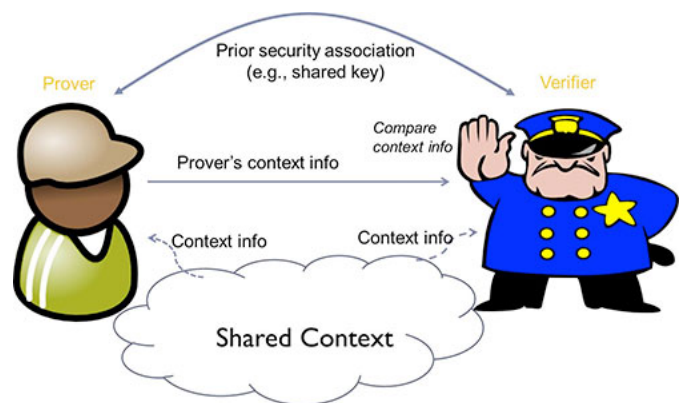 Prior security association
(e.g., shared key)
Prover
Verifier
Compare
context info
Prover's context info
Context info
Context info
Shared Context